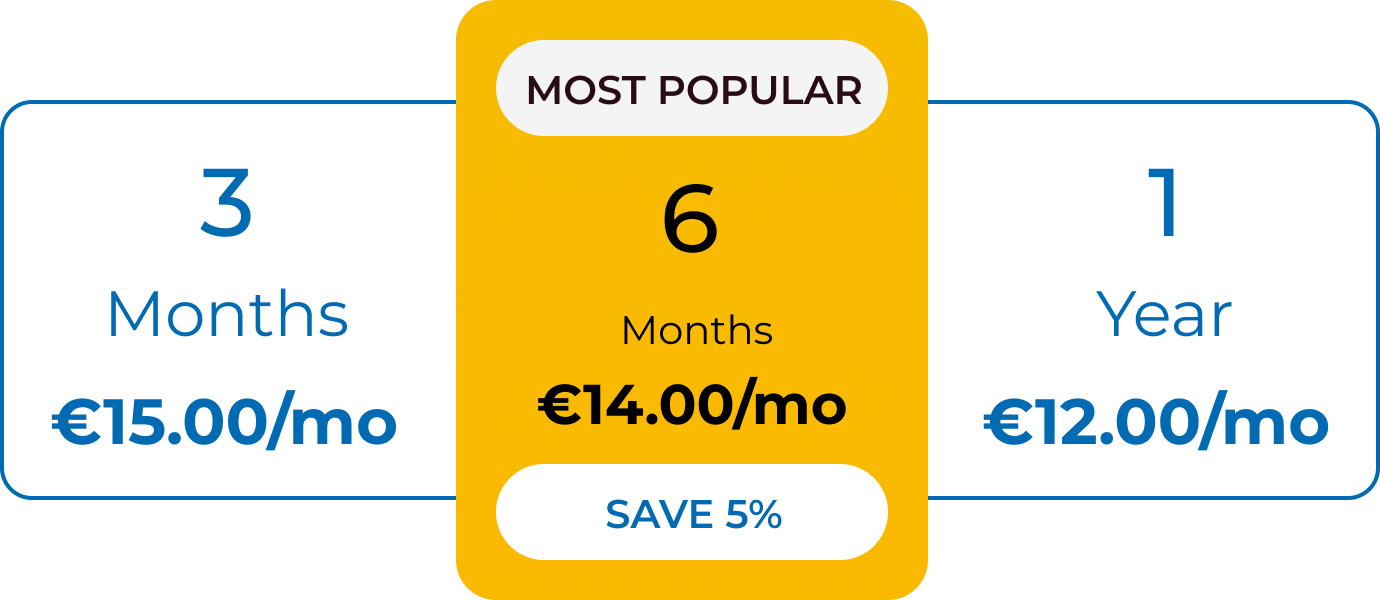 3
Months
€15.00/mo
MOST POPULAR
6
Months
€14.00/mo
SAVE 5%
1
Year
€12.00/mo